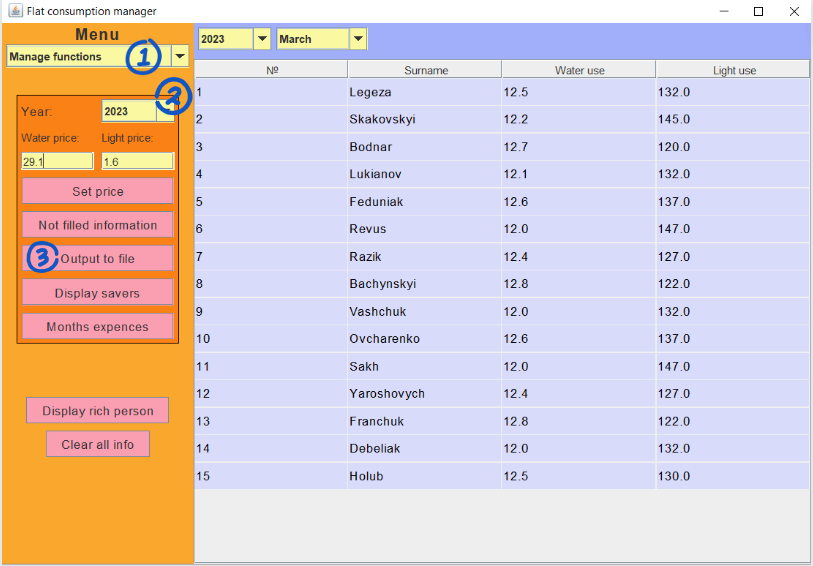 Flat consumption manager
Menu
Manage functions 1
2
Year: 2023
Water price: Light price:
29.1 1.6
Set price
Not filled information
3 Output to file
Display savers
Months expences
Display rich person
Clear all info
2023 March
№ Surname Water use Light use
1 Legeza 12.5 132.0
2 Skakovskyi 12.2 145.0
3 Bodnar 12.7 120.0
4 Lukianov 12.1 132.0
5 Feduniak 12.6 137.0
6 Revus 12.0 147.0
7 Razik 12.4 127.0
8 Bachynskyi 12.8 122.0
9 Vashchuk 12.0 132.0
10 Ovcharenko 12.6 137.0
11 Sakh 12.0 147.0
12 Yaroshovych 12.4 127.0
13 Franchuk 12.8 122.0
14 Debeliak 12.0 132.0
15 Holub 12.5 130.0